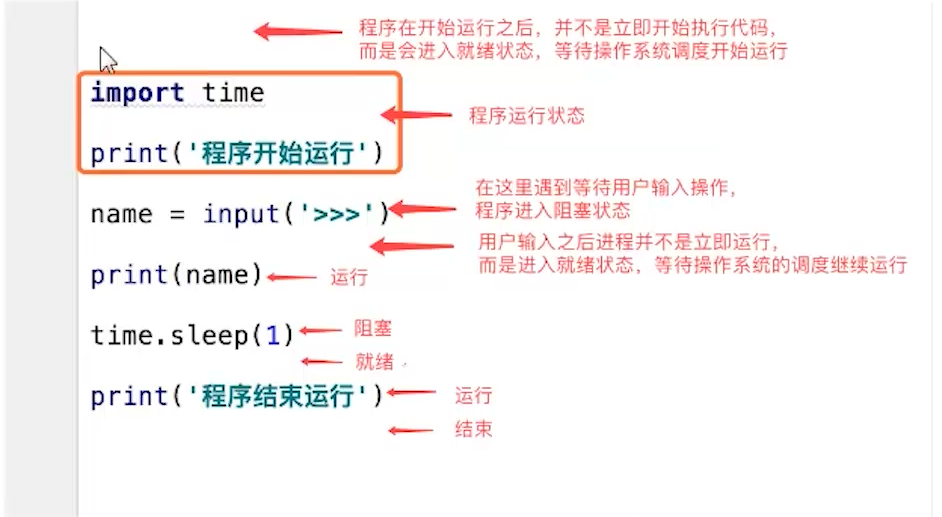 程序在开始运行之后，并不是立即开始执行代码，
而是会进入就绪状态，等待操作系统调度开始运行
import time
程序运行状态
print('程序开始运行')
在这里遇到等待用户输入操作，
程序进入阻塞状态
name = input('>>>')
用户输入之后进程并不是立即运行，
而是进入就绪状态，等待操作系统的调度继续运行
print(name)
运行
time.sleep(1)
阻塞
就绪
print('程序结束运行')
运行
结束